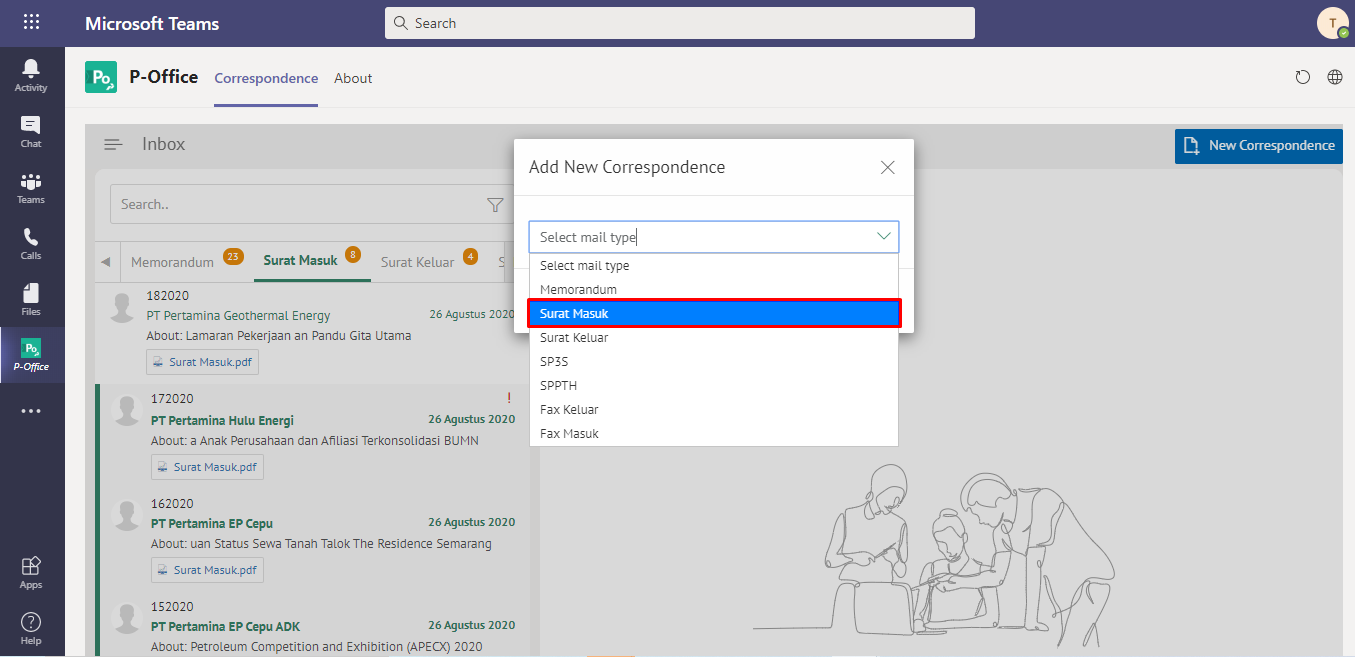 Microsoft Teams
Search
T
Activity
Chat
Teams
Calls
Files
Po
P-Office
Apps
Help
Po
P-Office
Correspondence
About
Inbox
New Correspondence
Search..
Memorandum 23
Surat Masuk 8
Surat Keluar 4
S
182020
PT Pertamina Geothermal Energy 26 Agustus 2020
About: Lamaran Pekerjaan an Pandu Gita Utama
Surat Masuk.pdf
172020 !
PT Pertamina Hulu Energi 26 Agustus 2020
About: a Anak Perusahaan dan Afiliasi Terkonsolidasi BUMN
Surat Masuk.pdf
162020
PT Pertamina EP Cepu 26 Agustus 2020
About: uan Status Sewa Tanah Talok The Residence Semarang
Surat Masuk.pdf
152020
PT Pertamina EP Cepu ADK 26 Agustus 2020
About: Petroleum Competition and Exhibition (APECX) 2020
Add New Correspondence
Select mail type
Select mail type
Memorandum
Surat Masuk
Surat Keluar
SP3S
SPPTH
Fax Keluar
Fax Masuk